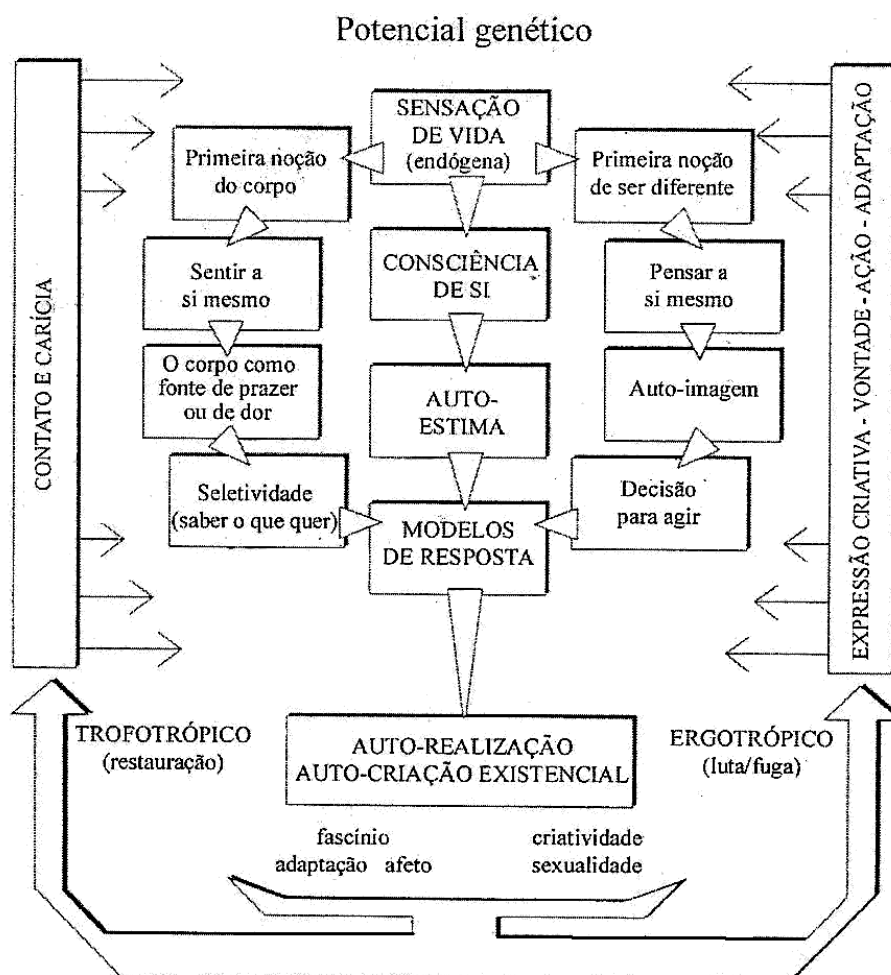 Potencial genético
CONTATO E CARÍCIA
EXPRESSÃO CRIATIVA - VONTADE - AÇÃO - ADAPTAÇÃO
SENSAÇÃO
DE VIDA
(endógena)
Primeira noção
do corpo
Primeira noção
de ser diferente
Sentir a
si mesmo
CONSCIÊNCIA
DE SI
Pensar a
si mesmo
O corpo como
fonte de prazer
ou de dor
AUTO-
ESTIMA
Auto-imagem
Seletividade
(saber o que quer)
MODELOS
DE RESPOSTA
Decisão
para agir
TROFOTRÓPICO
(restauração)
AUTO-REALIZAÇÃO
AUTO-CRIAÇÃO EXISTENCIAL
ERGOTRÓPICO
(luta/fuga)
fascínio
adaptação afeto
criatividade
sexualidade